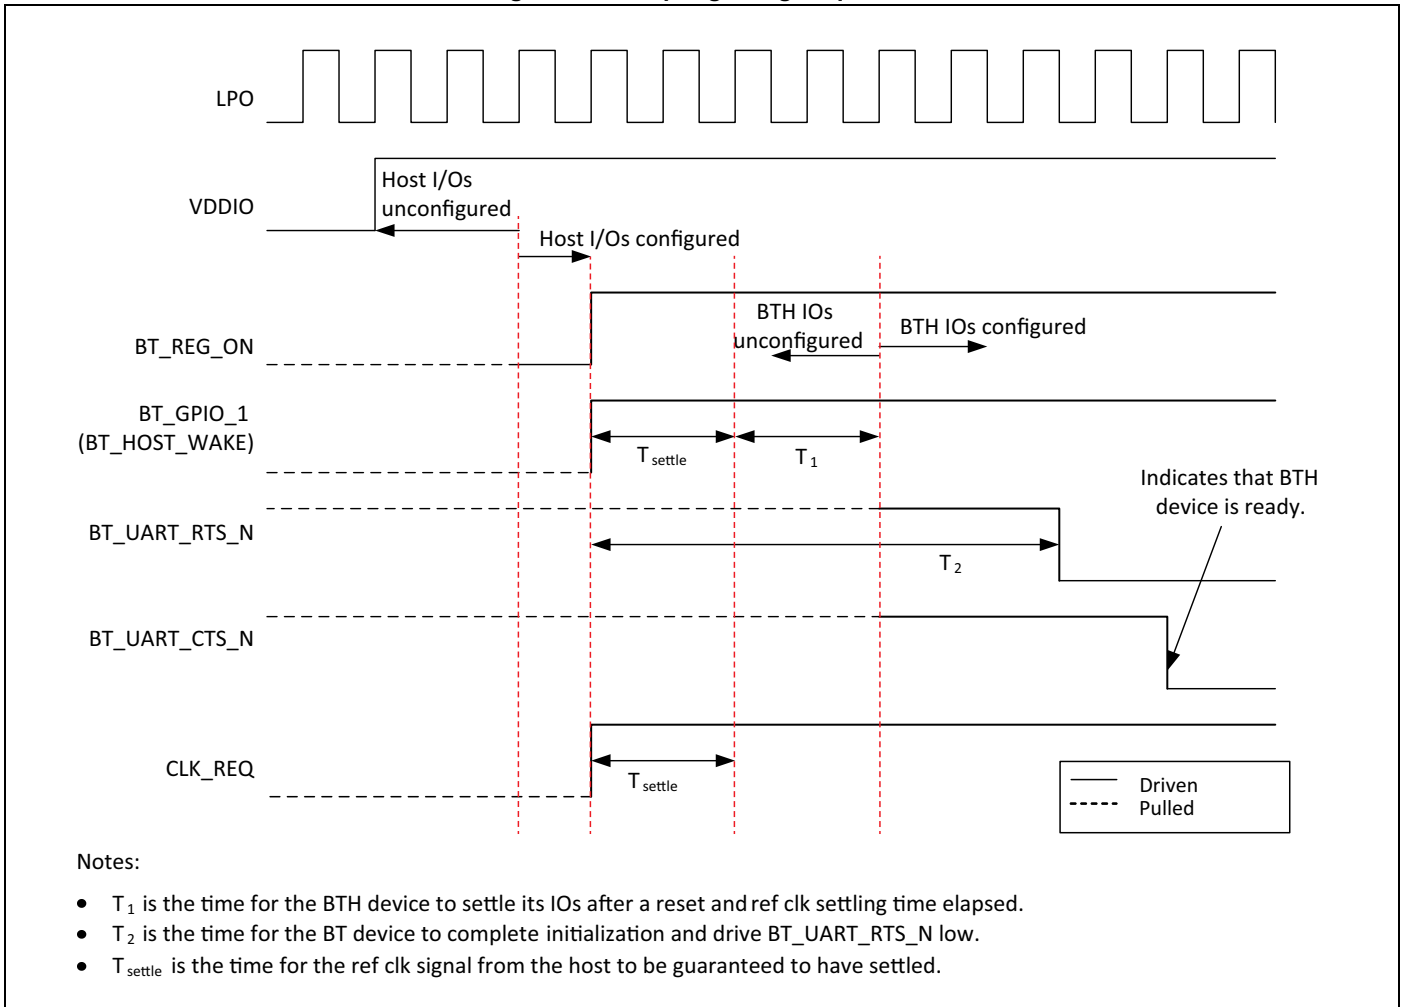 LPO
VDDIO
Host I/Os
unconfigured
Host I/Os configured
BT_REG_ON
BTH IOs
unconfigured
BTH IOs configured
BT_GPIO_1
(BT_HOST_WAKE)
T settle
T 1
Indicates that BTH
device is ready.
BT_UART_RTS_N
T 2
BT_UART_CTS_N
CLK_REQ
T settle
Driven
Pulled
Notes:
• T 1 is the time for the BTH device to settle its IOs after a reset and ref clk settling time elapsed.
• T 2 is the time for the BT device to complete initialization and drive BT_UART_RTS_N low.
• T settle is the time for the ref clk signal from the host to be guaranteed to have settled.